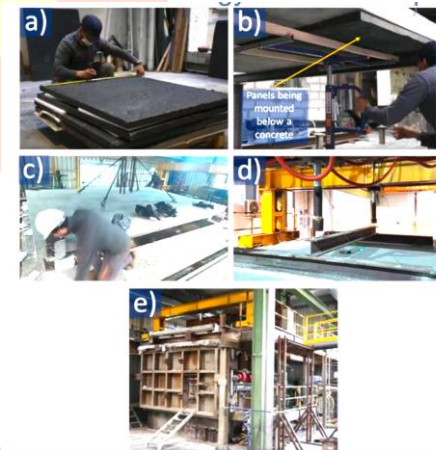 a)
b)
Panels being
mounted
below a
concrete
c)
d)
e)